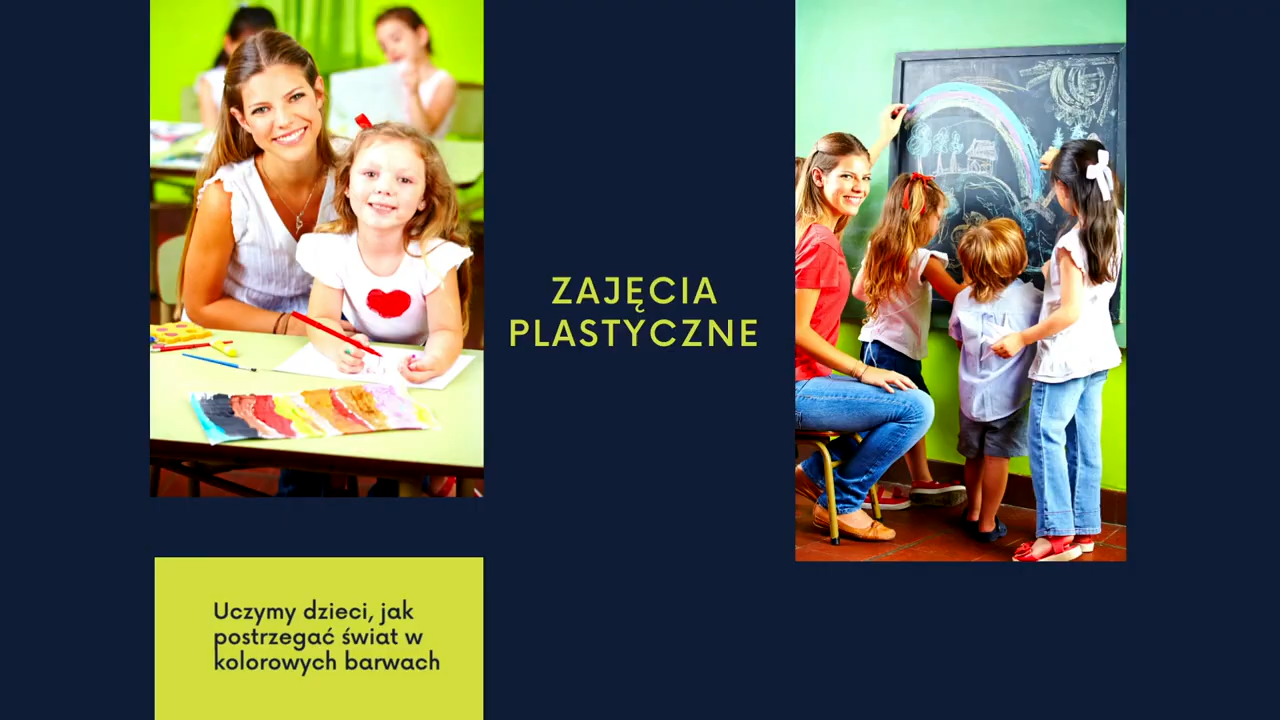 ZAJĘCIA
PLASTYCZNE
Uczymy dzieci, jak
postrzegać świat w
kolorowych barwach